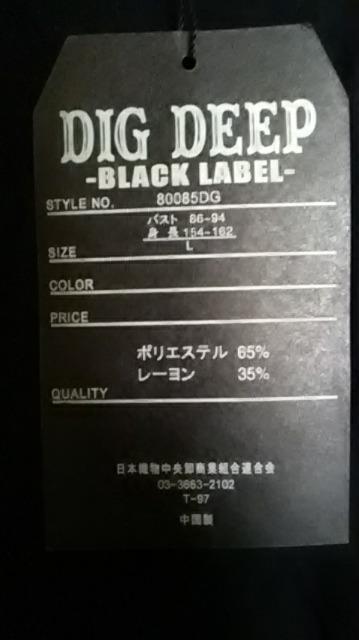 DIG DEEP
-BLACK LABEL-
STYLE NO. 80085DG
バスト 86-94
身長 154-162
SIZE L
COLOR
PRICE
ポリエステル 65%
レーヨン 35%
QUALITY
日本織物中央卸商業組合連合会
03-3663-2102
T-97
中国製